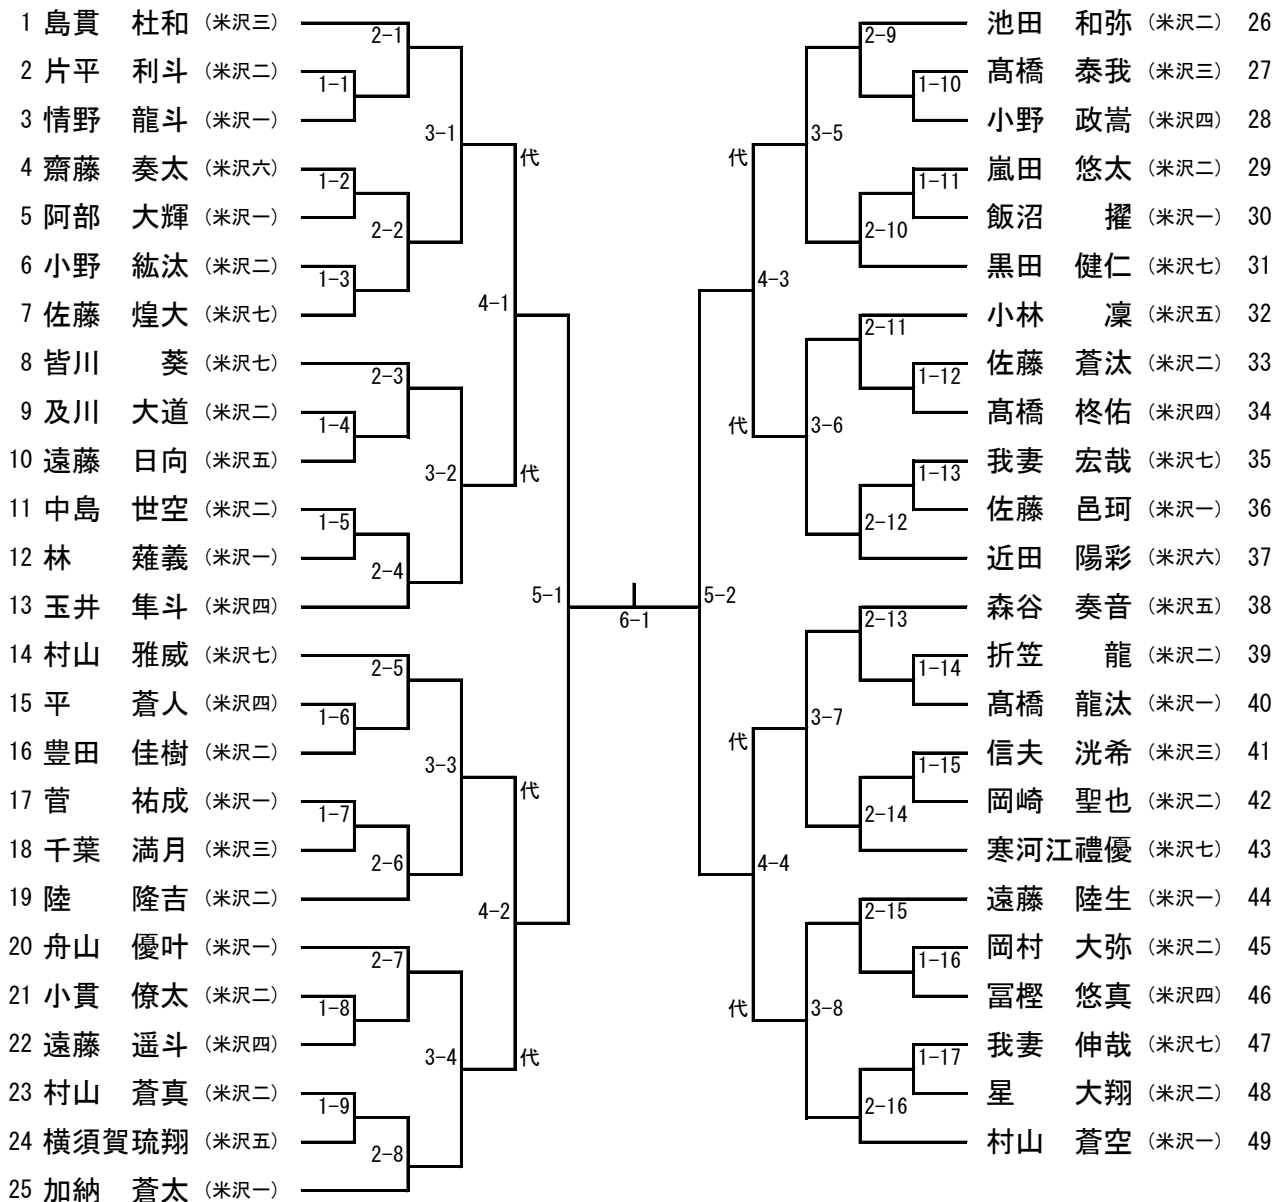 1 島貫 杜和 (米沢三)
2 片平 利斗 (米沢二)
3 情野 龍斗 (米沢一)
4 齋藤 奏太 (米沢六)
5 阿部 大輝 (米沢一)
6 小野 紘汰 (米沢二)
7 佐藤 煌大 (米沢七)
8 皆川 葵 (米沢七)
9 及川 大道 (米沢二)
10 遠藤 日向 (米沢五)
11 中島 世空 (米沢二)
12 林 薙義 (米沢一)
13 玉井 隼斗 (米沢四)
14 村山 雅威 (米沢七)
15 平 蒼人 (米沢四)
16 豊田 佳樹 (米沢二)
17 菅 祐成 (米沢一)
18 千葉 満月 (米沢三)
19 陸 隆吉 (米沢二)
20 舟山 優叶 (米沢一)
21 小貫 僚太 (米沢二)
22 遠藤 遥斗 (米沢四)
23 村山 蒼真 (米沢二)
24 横須賀琉翔 (米沢五)
25 加納 蒼太 (米沢一)
1-1
1-2
1-3
1-4
1-5
1-6
1-7
1-8
1-9
2-1
2-2
2-3
2-4
2-5
2-6
2-7
2-8
3-1
3-2
3-3
3-4
代
代
代
代
4-1
4-2
5-1
6-1
5-2
4-3
4-4
代
代
代
代
3-5
3-6
3-7
3-8
2-9
2-10
2-11
2-12
2-13
2-14
2-15
2-16
1-10
1-11
1-12
1-13
1-14
1-15
1-16
1-17
池田 和弥 (米沢二) 26
髙橋 泰我 (米沢三) 27
小野 政嵩 (米沢四) 28
嵐田 悠太 (米沢二) 29
飯沼 擢 (米沢一) 30
黒田 健仁 (米沢七) 31
小林 凜 (米沢五) 32
佐藤 蒼汰 (米沢二) 33
髙橋 柊佑 (米沢四) 34
我妻 宏哉 (米沢七) 35
佐藤 邑珂 (米沢一) 36
近田 陽彩 (米沢六) 37
森谷 奏音 (米沢五) 38
折笠 龍 (米沢二) 39
髙橋 龍汰 (米沢一) 40
信夫 洸希 (米沢三) 41
岡崎 聖也 (米沢二) 42
寒河江禮優 (米沢七) 43
遠藤 陸生 (米沢一) 44
岡村 大弥 (米沢二) 45
冨樫 悠真 (米沢四) 46
我妻 伸哉 (米沢七) 47
星 大翔 (米沢二) 48
村山 蒼空 (米沢一) 49